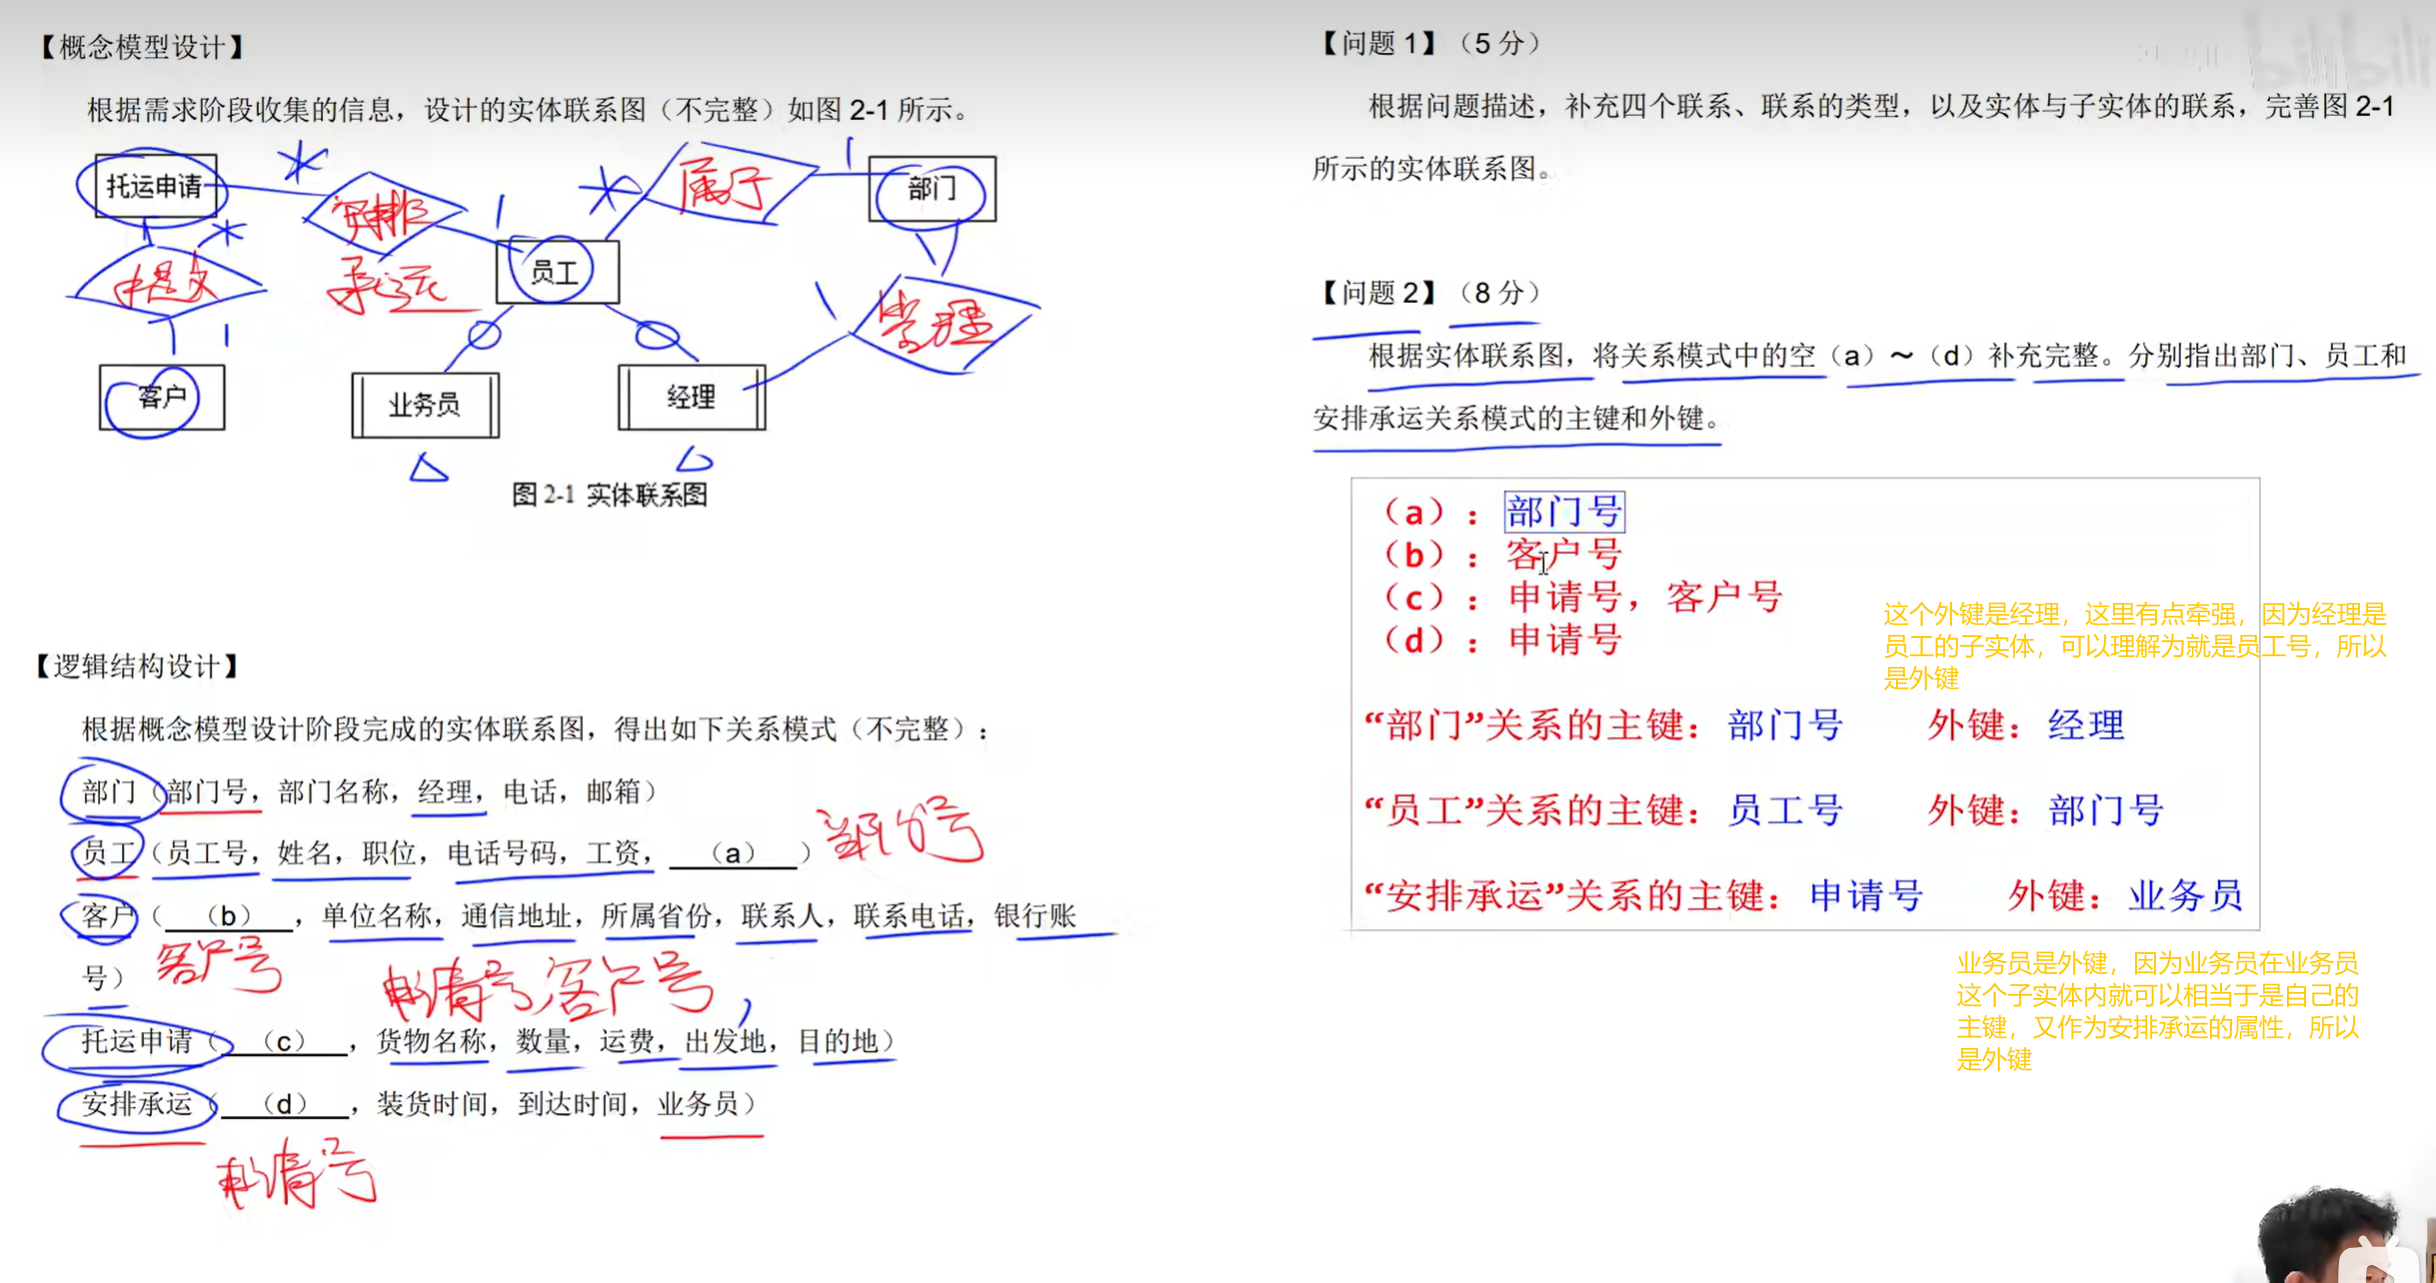 【概念模型设计】
根据需求阶段收集的信息，设计的实体联系图（不完整）如图 2-1 所示。
托运申请
*
安排
承运
1
*
属于
1
部门
*
提交
1
员工
1
1
管理
客户
业务员
经理
图 2-1 实体联系图
【逻辑结构设计】
根据概念模型设计阶段完成的实体联系图，得出如下关系模式（不完整）：
部门（部门号，部门名称，经理，电话，邮箱）
员工（员工号，姓名，职位，电话号码，工资，（a））
部门号
客户（（b），单位名称，通信地址，所属省份，联系人，联系电话，银行账
号）
客户号
申请号，客户号
托运申请（（c），货物名称，数量，运费，出发地，目的地）
安排承运（（d），装货时间，到达时间，业务员）
申请号
bilibili
【问题 1】（5 分）
根据问题描述，补充四个联系、联系的类型，以及实体与子实体的联系，完善图 2-1
所示的实体联系图。
【问题 2】（8 分）
根据实体联系图，将关系模式中的空（a）～（d）补充完整。分别指出部门、员工和
安排承运关系模式的主键和外键。
（a）：部门号
（b）：客户号
（c）：申请号，客户号
（d）：申请号
这个外键是经理，这里有点牵强，因为经理是
员工的子实体，可以理解为就是员工号，所以
是外键
“部门”关系的主键：部门号 外键：经理
“员工”关系的主键：员工号 外键：部门号
“安排承运”关系的主键：申请号 外键：业务员
业务员是外键，因为业务员在业务员
这个子实体内就可以相当于是自己的
主键，又作为安排承运的属性，所以
是外键